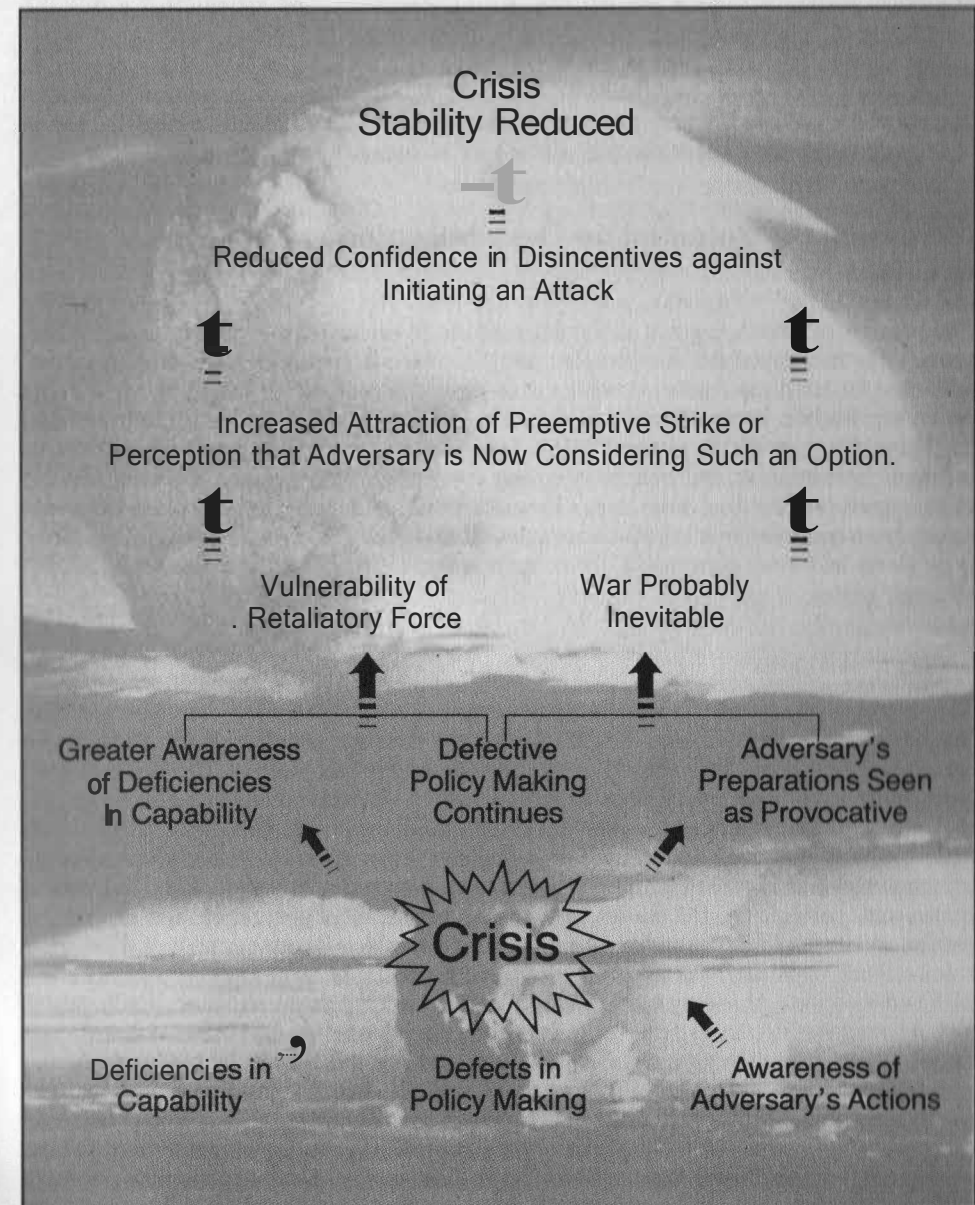 Crisis
Stability Reduced
–t
Reduced Confidence in Disincentives against
Initiating an Attack
t t
Increased Attraction of Preemptive Strike or
Perception that Adversary is Now Considering Such an Option.
t t
Vulnerability of
. Retaliatory Force
War Probably
Inevitable
Greater Awareness
of Deficiencies
In Capability
Defective
Policy Making
Continues
Adversary's
Preparations Seen
as Provocative
Crisis
Deficiencies in
Capability
Defects in
Policy Making
Awareness of
Adversary's Actions